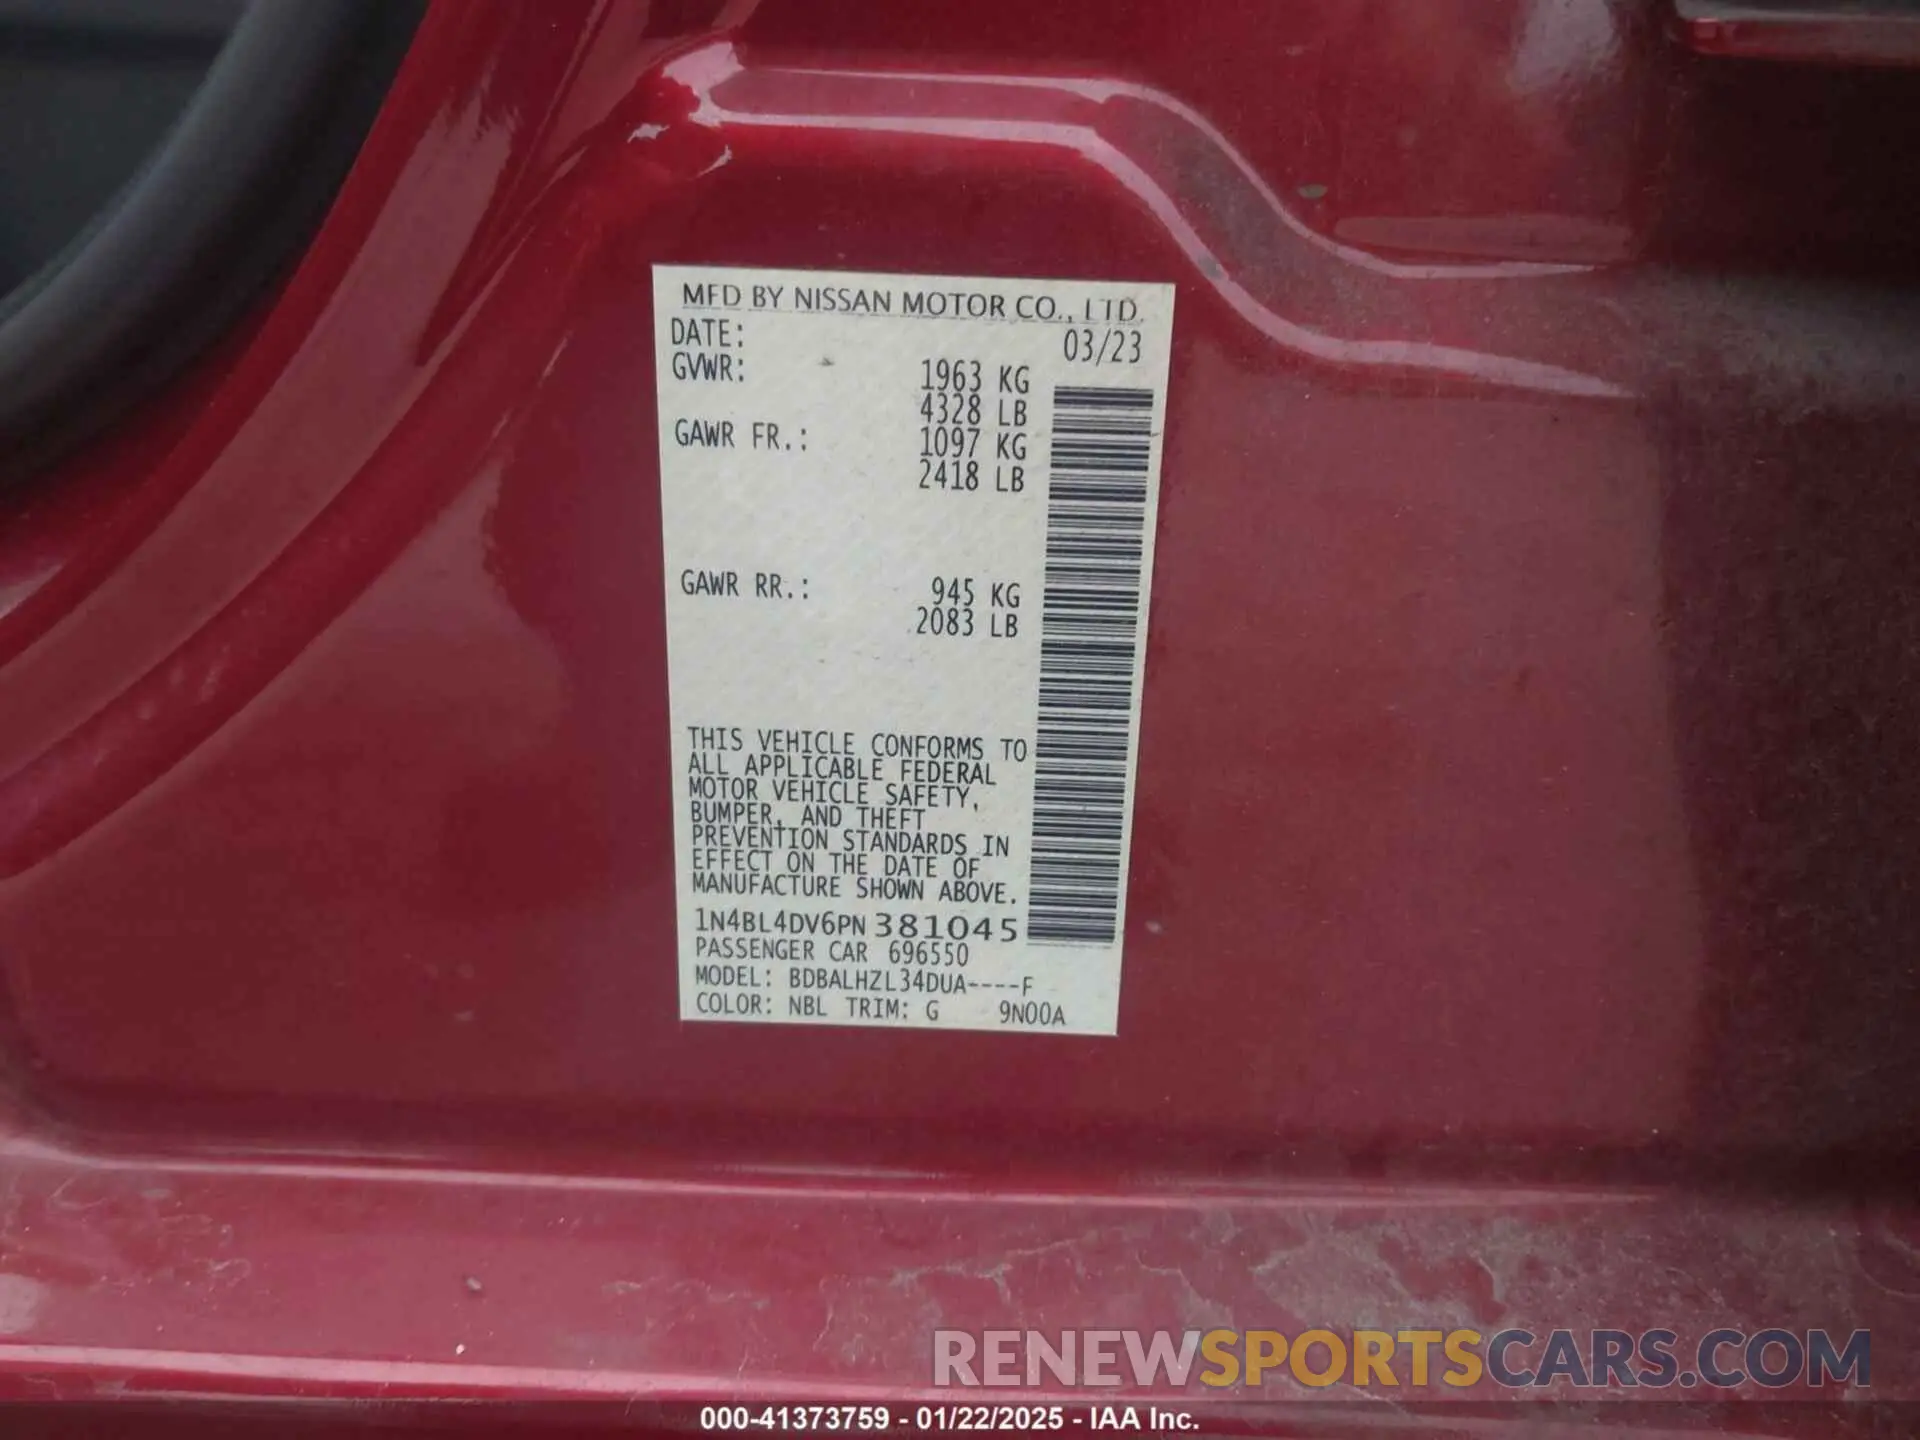 MFD BY NISSAN MOTOR CO., LTD.
DATE: 03/23
GVWR: 1963 KG
4328 LB
GAWR FR.: 1097 KG
2418 LB
GAWR RR.: 945 KG
2083 LB
THIS VEHICLE CONFORMS TO
ALL APPLICABLE FEDERAL
MOTOR VEHICLE SAFETY,
BUMPER, AND THEFT
PREVENTION STANDARDS IN
EFFECT ON THE DATE OF
MANUFACTURE SHOWN ABOVE.
1N4BL4DV6PN381045
PASSENGER CAR 696550
MODEL: BDBALHZL34DUA----F
COLOR: NBL TRIM: G 9N00A
RENEWSPORTSCARS.COM
000-41373759 - 01/22/2025 - IAA Inc.